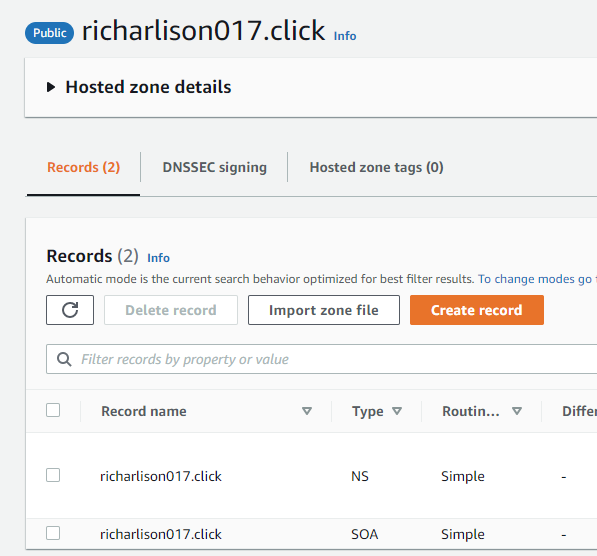 Public richarlison017.click Info
Hosted zone details
Records (2) DNSSEC signing Hosted zone tags (0)
Records (2) Info
Automatic mode is the current search behavior optimized for best filter results. To change modes go
Delete record Import zone file Create record
Filter records by property or value
Record name Type Routin... Differe
richarlison017.click NS Simple -
richarlison017.click SOA Simple -